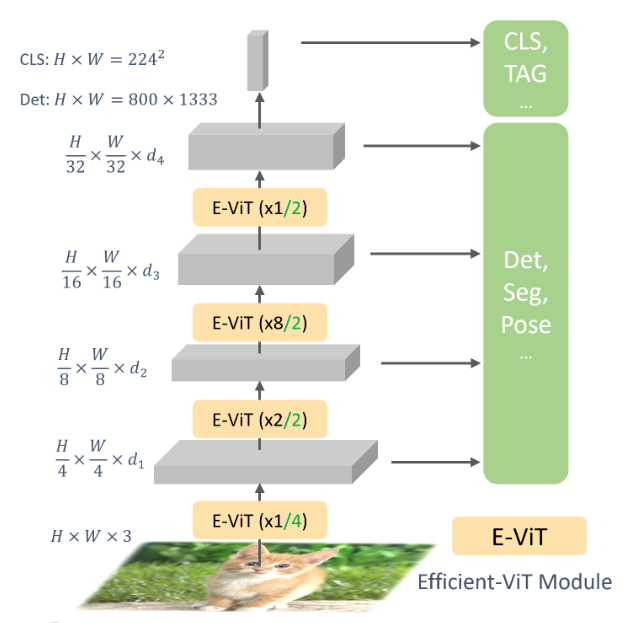 CLS: H × W = 224²
Det: H × W = 800 × 1333
CLS,
TAG
...
H/32 × W/32 × d₄
E-ViT (x1/2)
H/16 × W/16 × d₃
Det,
Seg,
Pose
...
E-ViT (x8/2)
H/8 × W/8 × d₂
E-ViT (x2/2)
H/4 × W/4 × d₁
E-ViT (x1/4)
H × W × 3
E-ViT
Efficient-ViT Module